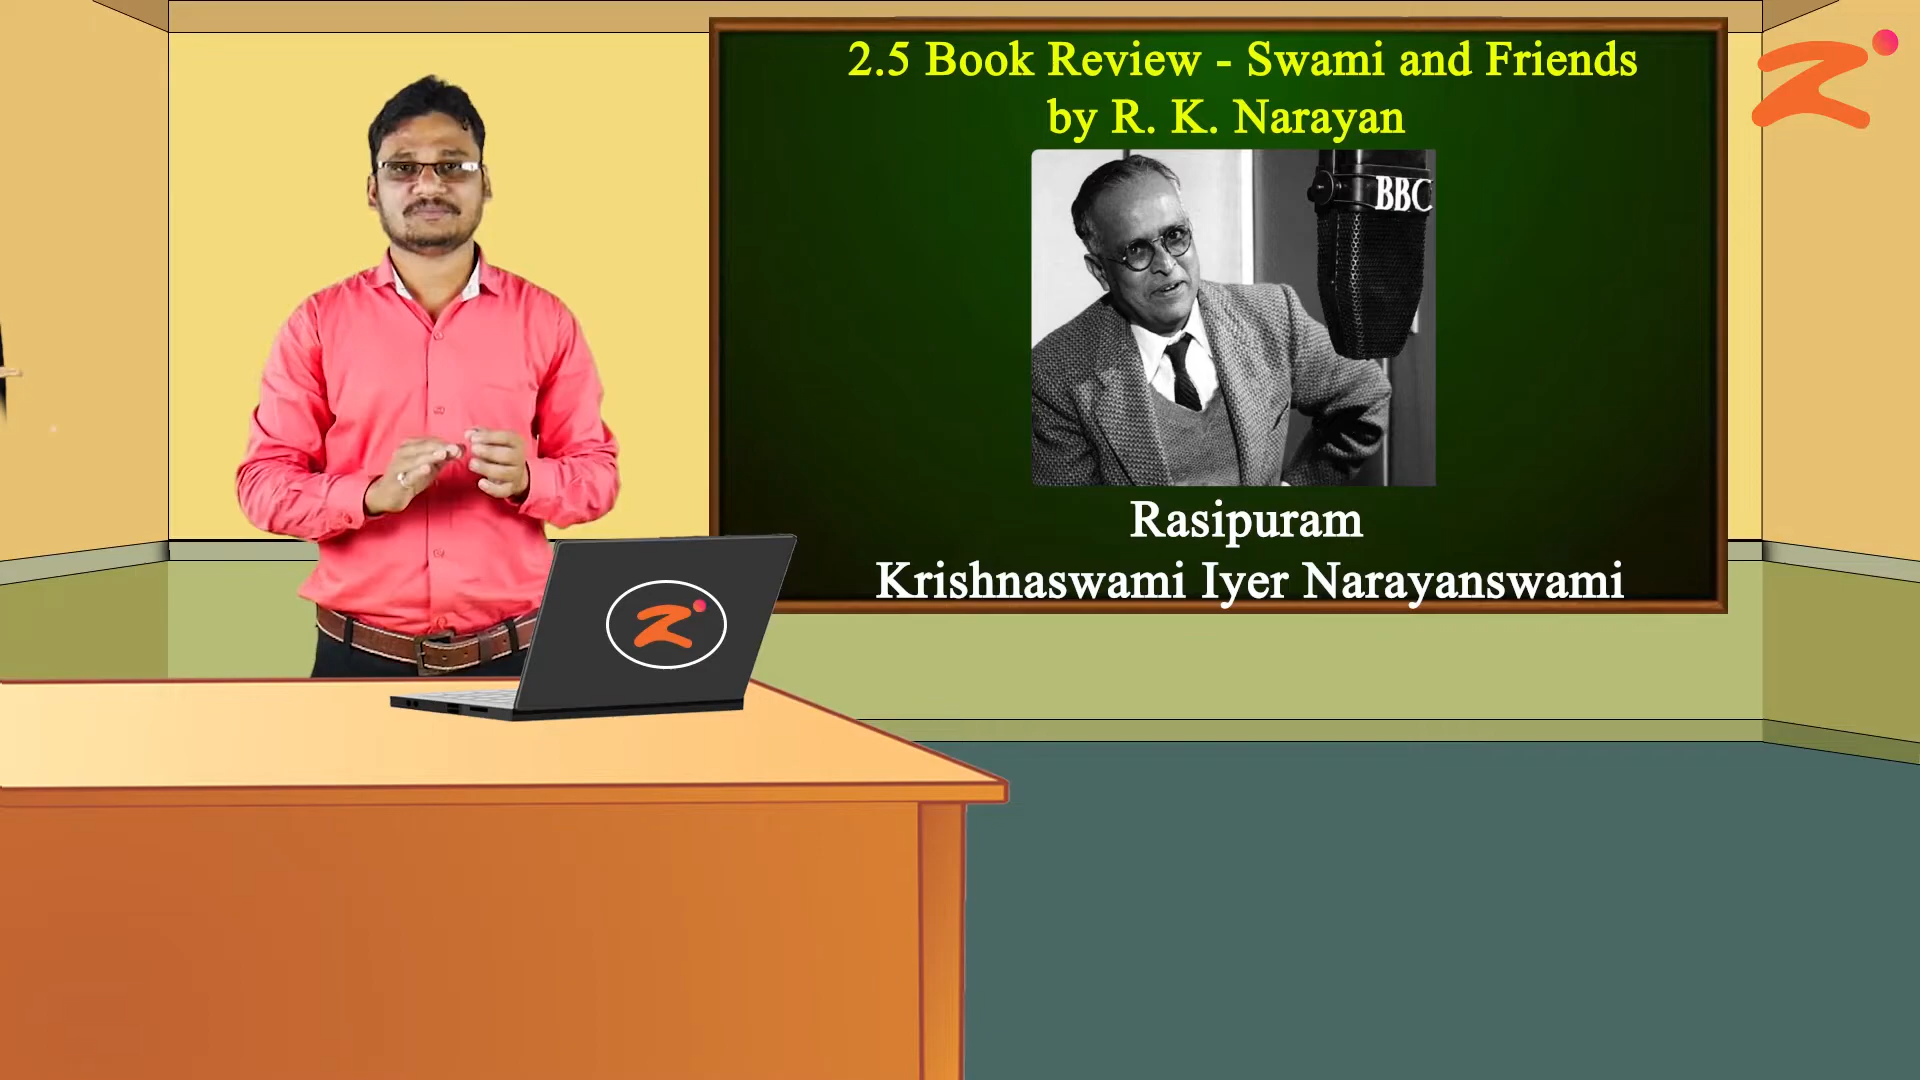 2.5 Book Review - Swami and Friends
by R. K. Narayan
BBC
Rasipuram
Krishnaswami Iyer Narayanswami